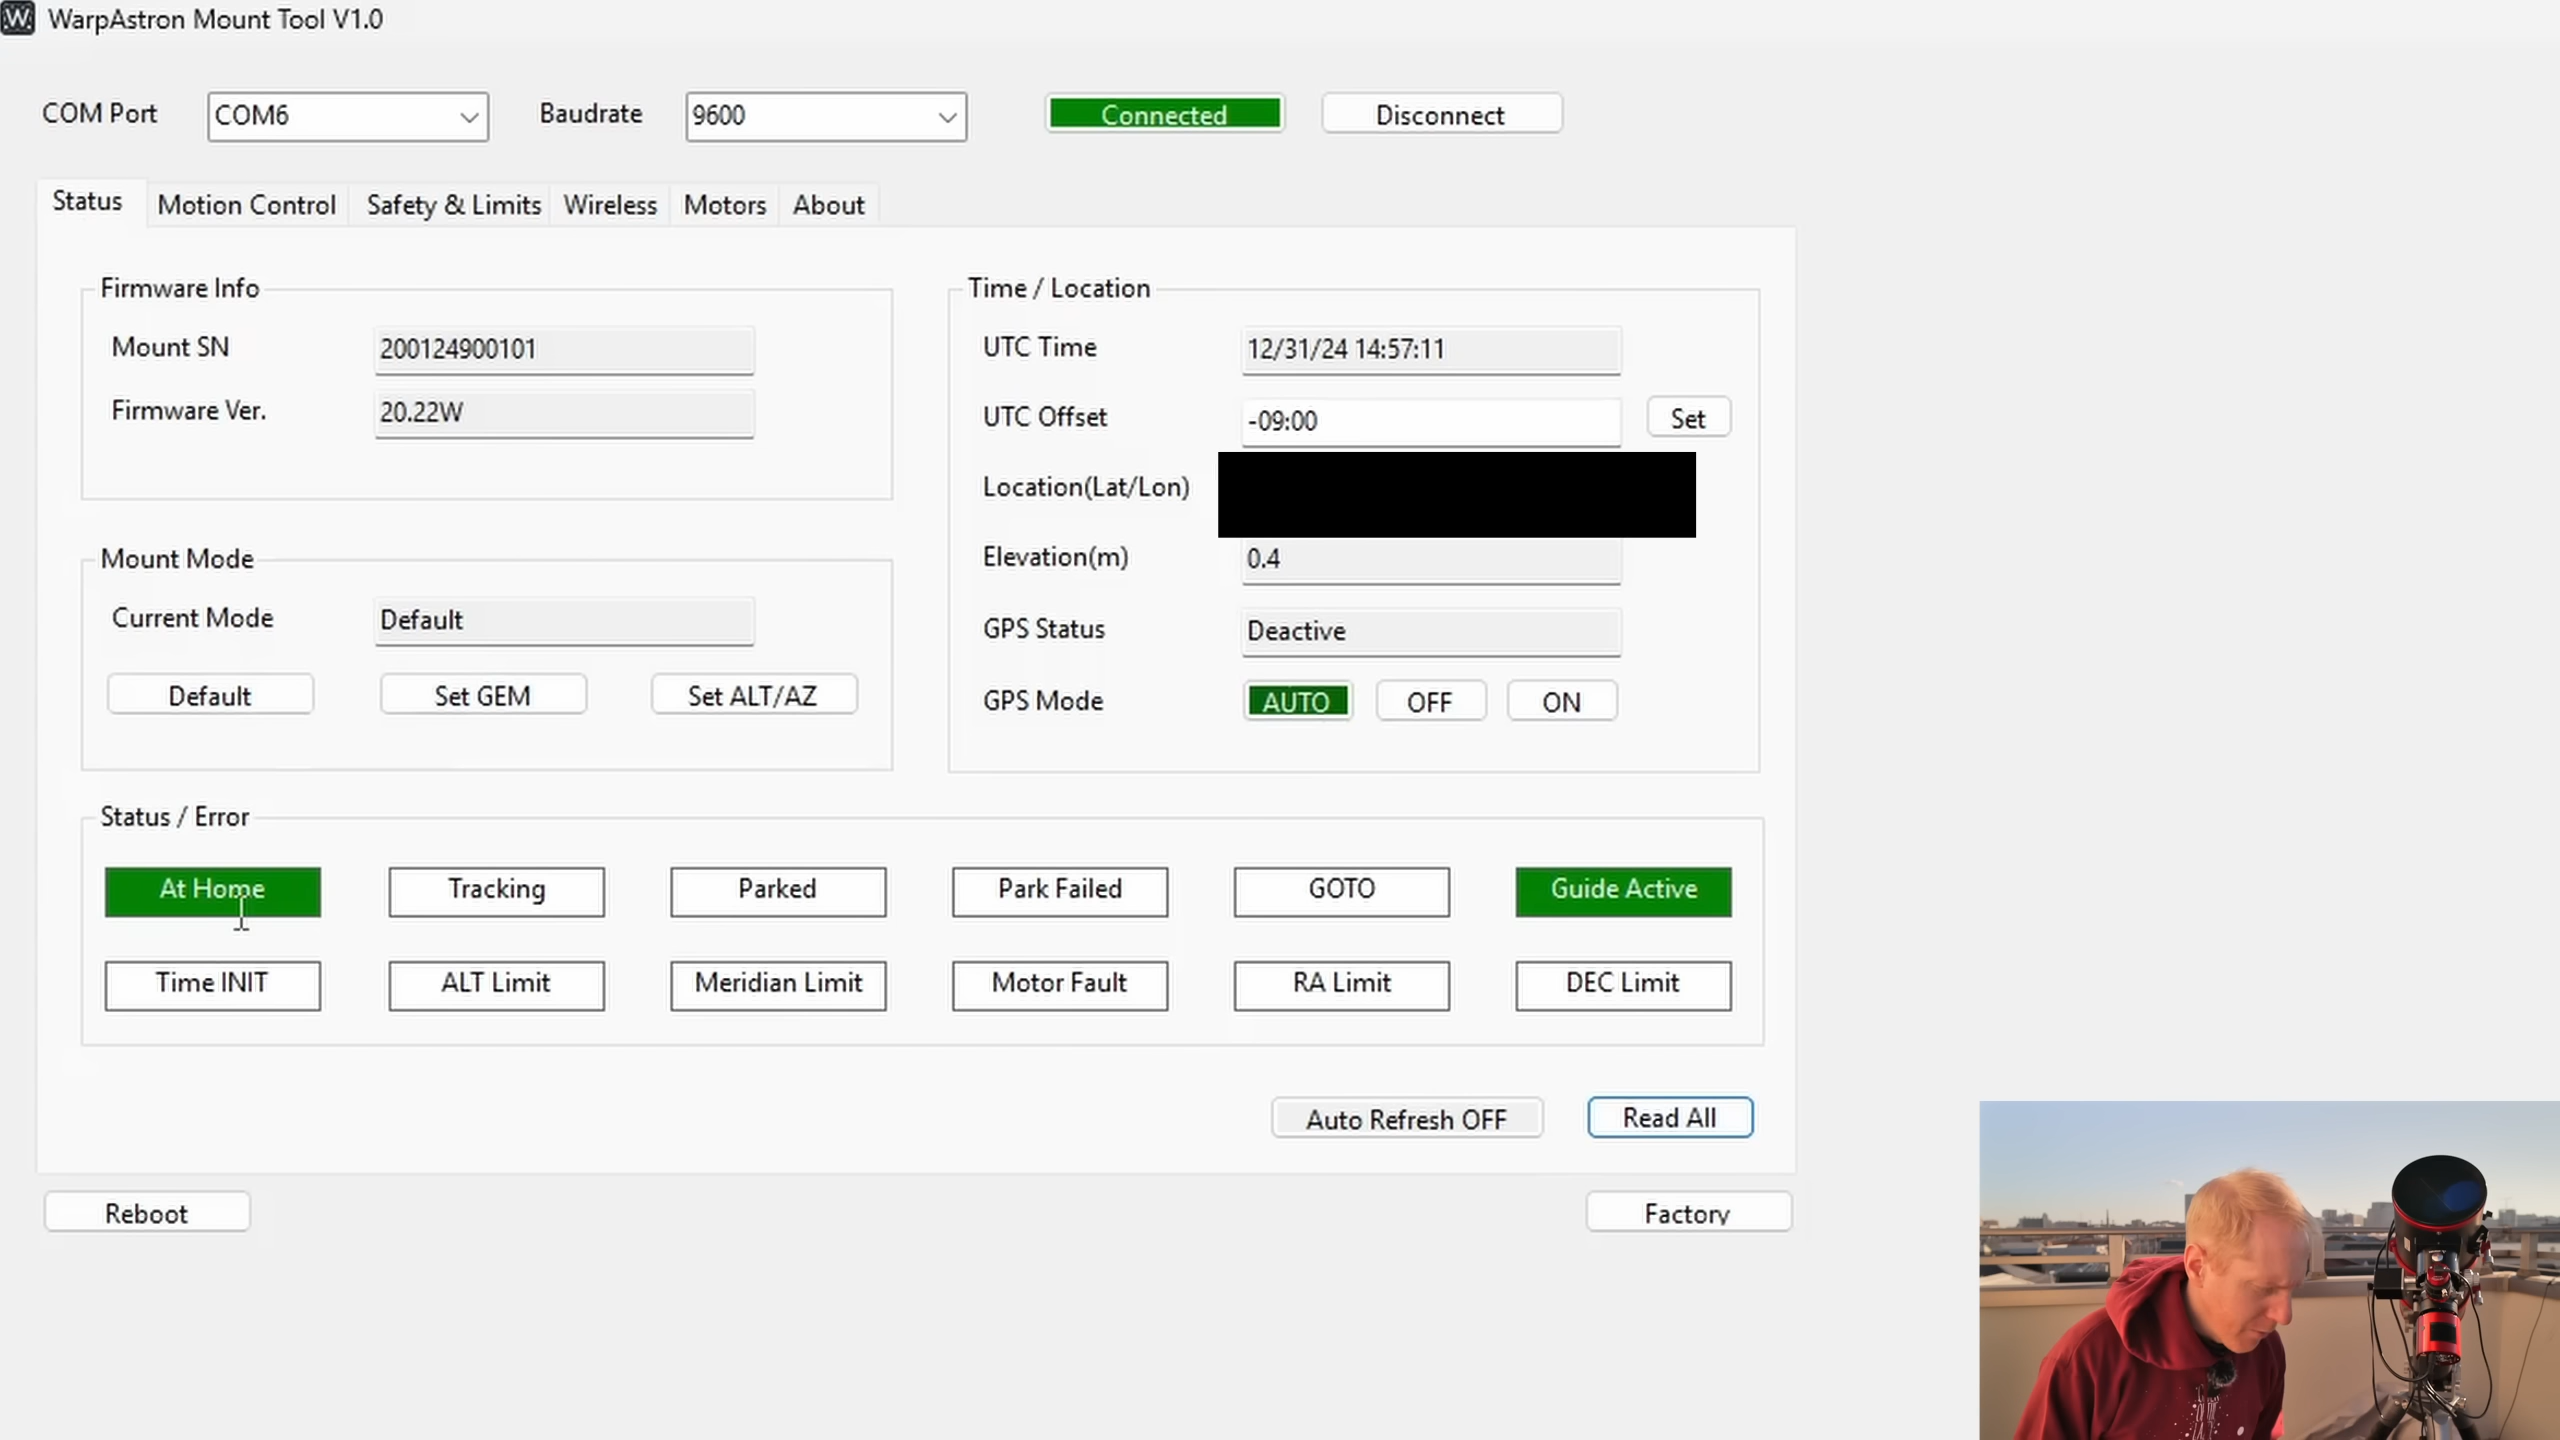 WarpAstron Mount Tool V1.0
COM Port COM6 Baudrate 9600 Connected Disconnect
Status Motion Control Safety & Limits Wireless Motors About
Firmware Info
Mount SN 200124900101
Firmware Ver. 20.22W
Time / Location
UTC Time 12/31/24 14:57:11
UTC Offset -09:00 Set
Location(Lat/Lon)
Elevation(m) 0.4
GPS Status Deactive
GPS Mode AUTO OFF ON
Mount Mode
Current Mode Default
Default Set GEM Set ALT/AZ
Status / Error
At Home Tracking Parked Park Failed GOTO Guide Active
Time INIT ALT Limit Meridian Limit Motor Fault RA Limit DEC Limit
Auto Refresh OFF Read All
Reboot Factory